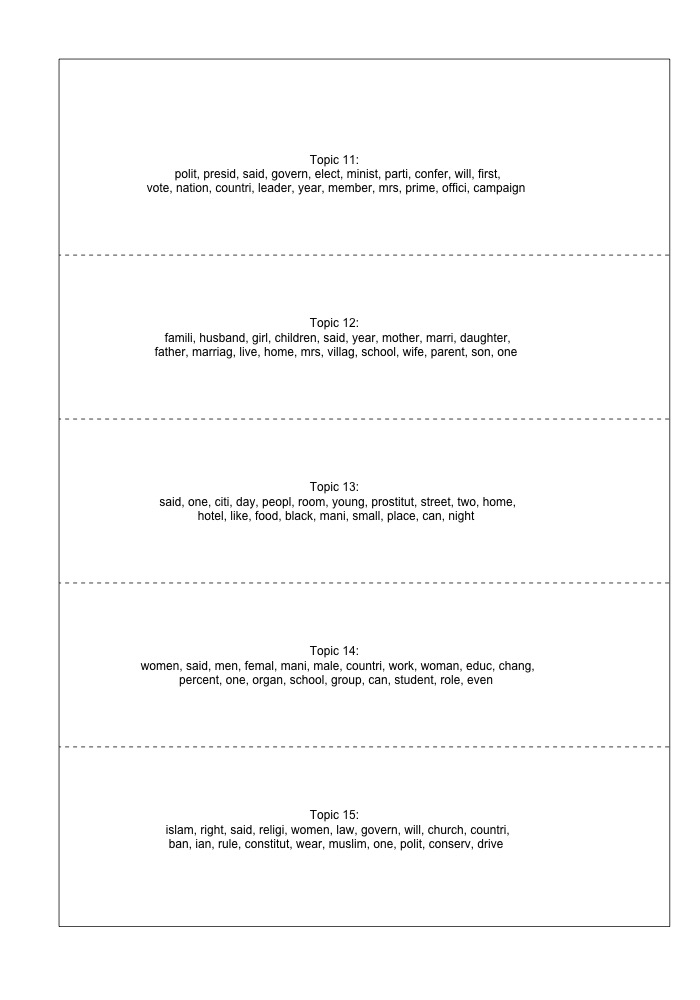 Topic 11:
polit, presid, said, govern, elect, minist, parti, confer, will, first,
vote, nation, countri, leader, year, member, mrs, prime, offici, campaign
Topic 12:
famili, husband, girl, children, said, year, mother, marri, daughter,
father, marriag, live, home, mrs, villag, school, wife, parent, son, one
Topic 13:
said, one, citi, day, peopl, room, young, prostitut, street, two, home,
hotel, like, food, black, mani, small, place, can, night
Topic 14:
women, said, men, femal, mani, male, countri, work, woman, educ, chang,
percent, one, organ, school, group, can, student, role, even
Topic 15:
islam, right, said, religi, women, law, govern, will, church, countri,
ban, ian, rule, constitut, wear, muslim, one, polit, conserv, drive